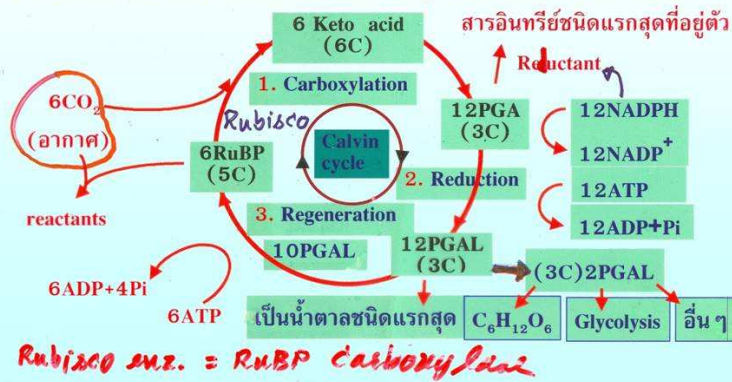 6 Keto acid
(6C)
สารอินทรีย์ชนิดแรกสุดที่อยู่ตัว
Reluctant
1. Carboxylation
6CO₂
(อากาศ)
Rubisco
12PGA
(3C)
12NADPH
12NADP⁺
6RuBP
(5C)
Calvin
cycle
2. Reduction
12ATP
12ADP+Pi
reactants
3. Regeneration
10PGAL
12PGAL
(3C)
(3C)2PGAL
6ADP+4Pi
6ATP
เป็นน้ำตาลชนิดแรกสุด
C₆H₁₂O₆
Glycolysis
อื่น ๆ
Rubisco enz. = RuBP carboxylase